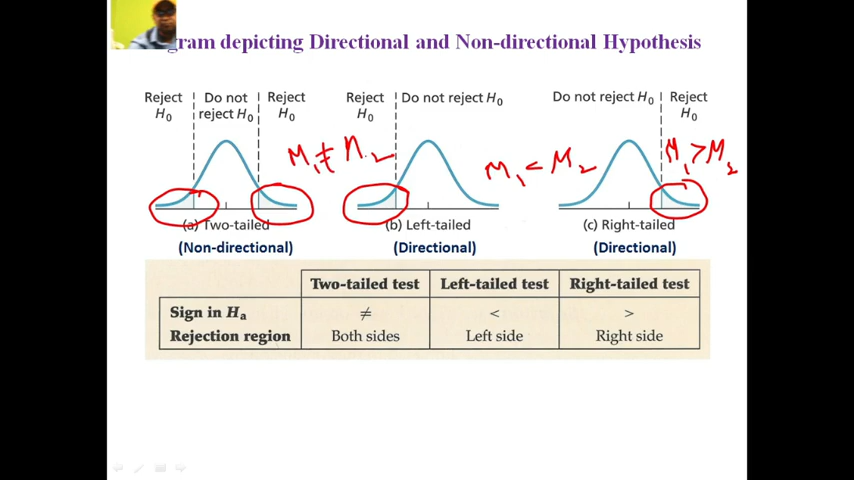 gram depicting Directional and Non-directional Hypothesis
Reject H₀
Do not reject H₀
Reject H₀
Reject H₀
Do not reject H₀
Do not reject H₀
Reject H₀
M₁ ≠ M₂
M₁ < M₂
M₁ > M₂
(a) Two-tailed
(b) Left-tailed
(c) Right-tailed
(Non-directional)
(Directional)
(Directional)
Two-tailed test Left-tailed test Right-tailed test
Sign in Hₐ ≠ < >
Rejection region Both sides Left side Right side